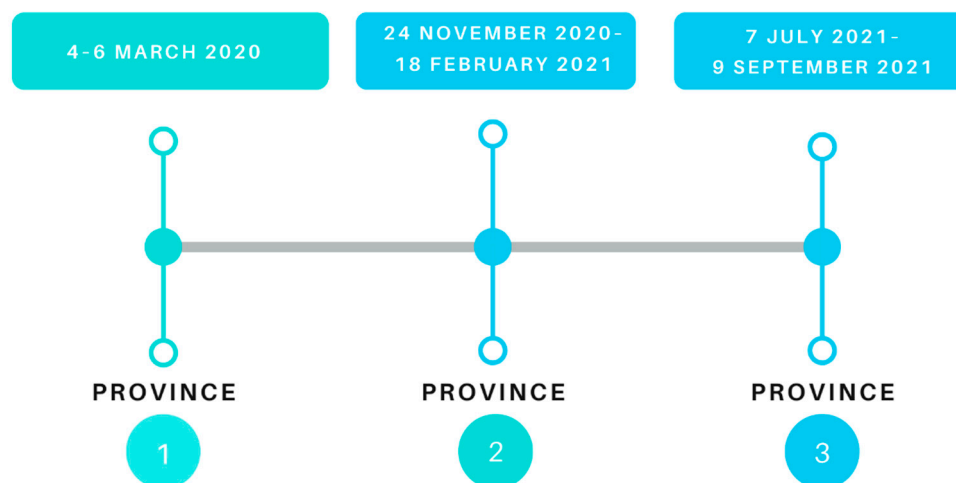 4-6 MARCH 2020
24 NOVEMBER 2020-
18 FEBRUARY 2021
7 JULY 2021-
9 SEPTEMBER 2021
PROVINCE
1
PROVINCE
2
PROVINCE
3